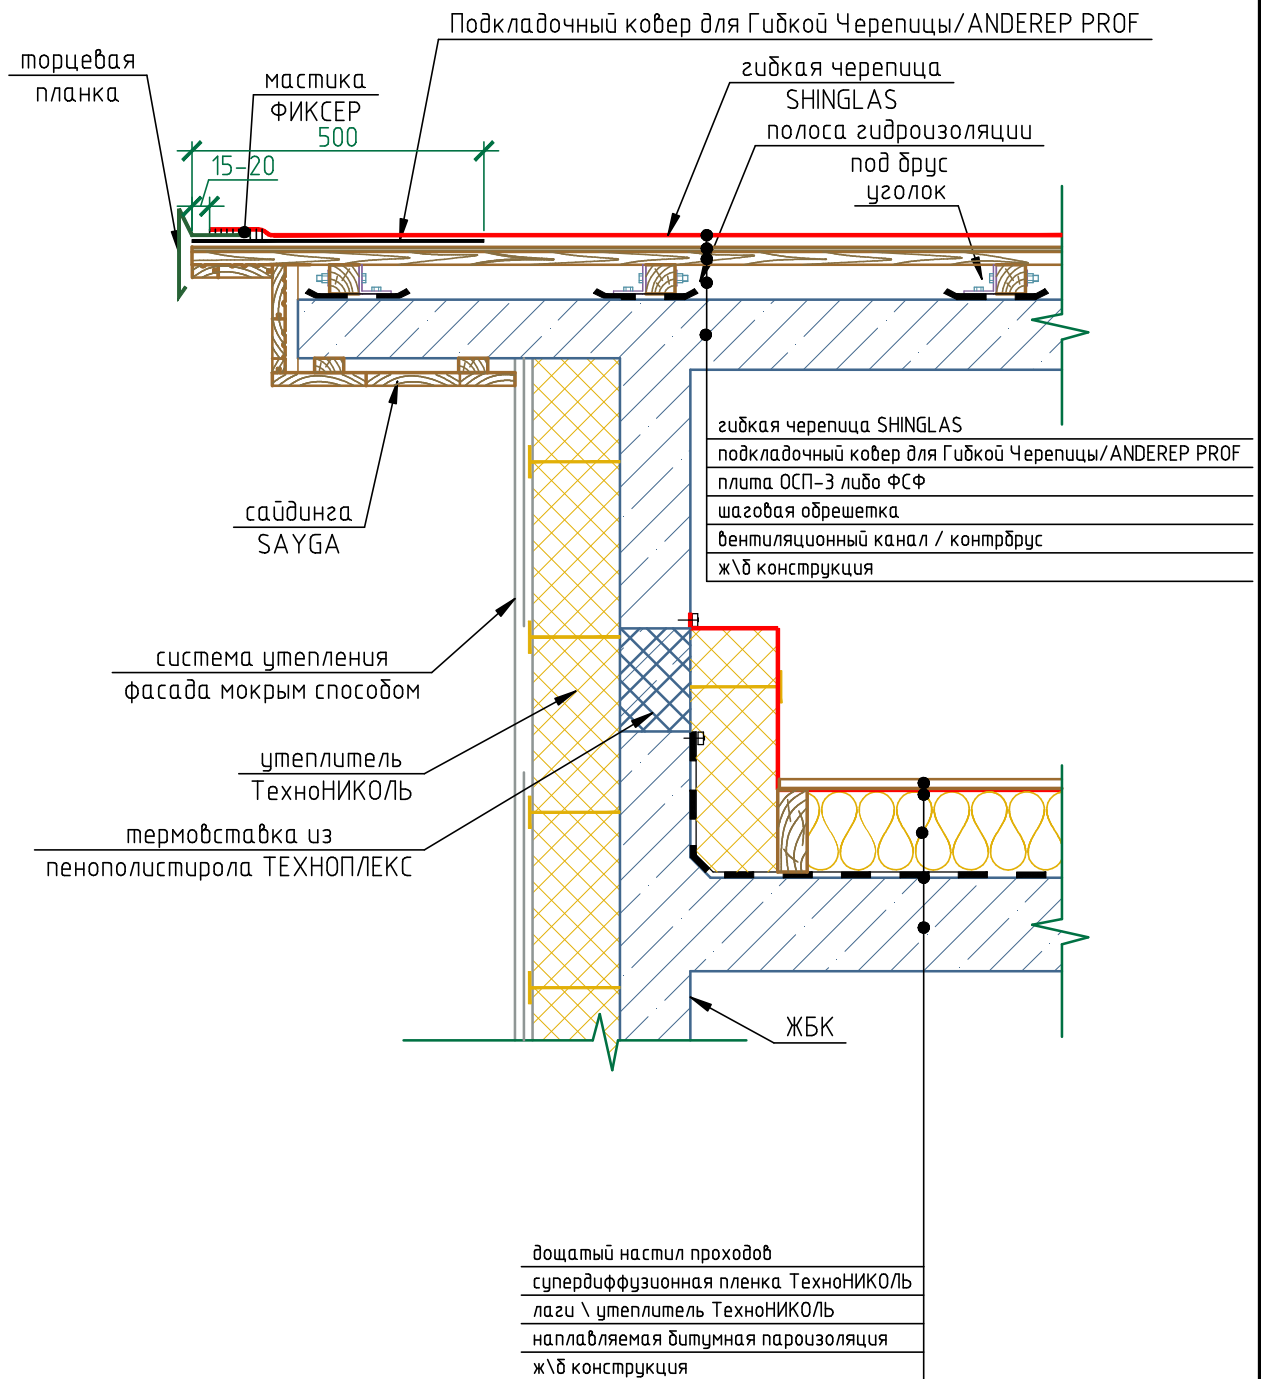 Подкладочный ковер для Гибкой Черепицы/ANDEREP PROF
торцевая
планка
мастика
ФИКСЕР
гибкая черепица
SHINGLAS
полоса гидроизоляции
под брус
уголок
500
15-20
гибкая черепица SHINGLAS
подкладочный ковер для Гибкой Черепицы/ANDEREP PROF
плита ОСП-3 либо ФСФ
шаговая обрешетка
вентиляционный канал / контрбрус
ж\б конструкция
сайдинга
SAYGA
система утепления
фасада мокрым способом
утеплитель
ТехноНИКОЛЬ
термовставка из
пенополистирола ТЕХНОПЛЕКС
ЖБК
дощатый настил проходов
супердиффузионная пленка ТехноНИКОЛЬ
лаги \ утеплитель ТехноНИКОЛЬ
наплавляемая битумная пароизоляция
ж\б конструкция